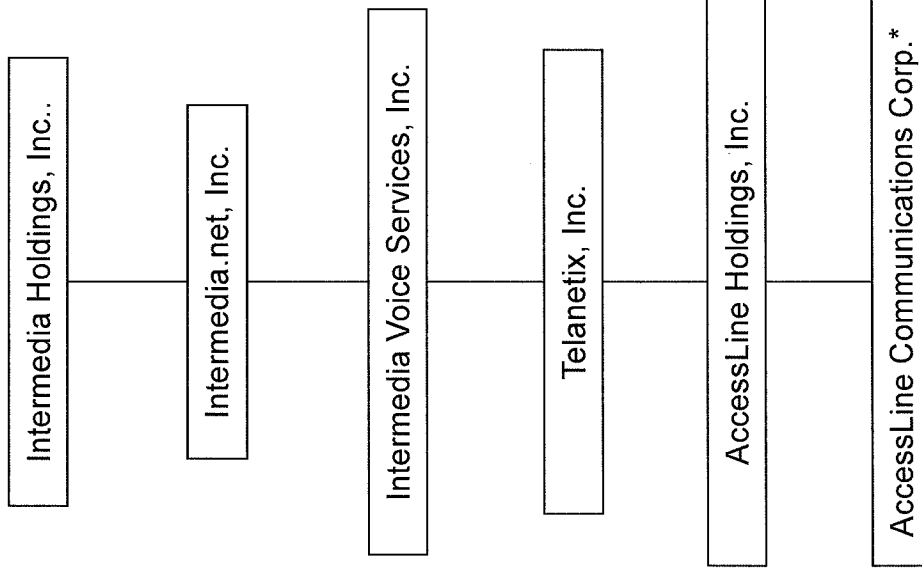 Intermedia Holdings, Inc..
Intermedia.net, Inc.
Intermedia Voice Services, Inc.
Telanetix, Inc.
AccessLine Holdings, Inc.
AccessLine Communications Corp.*